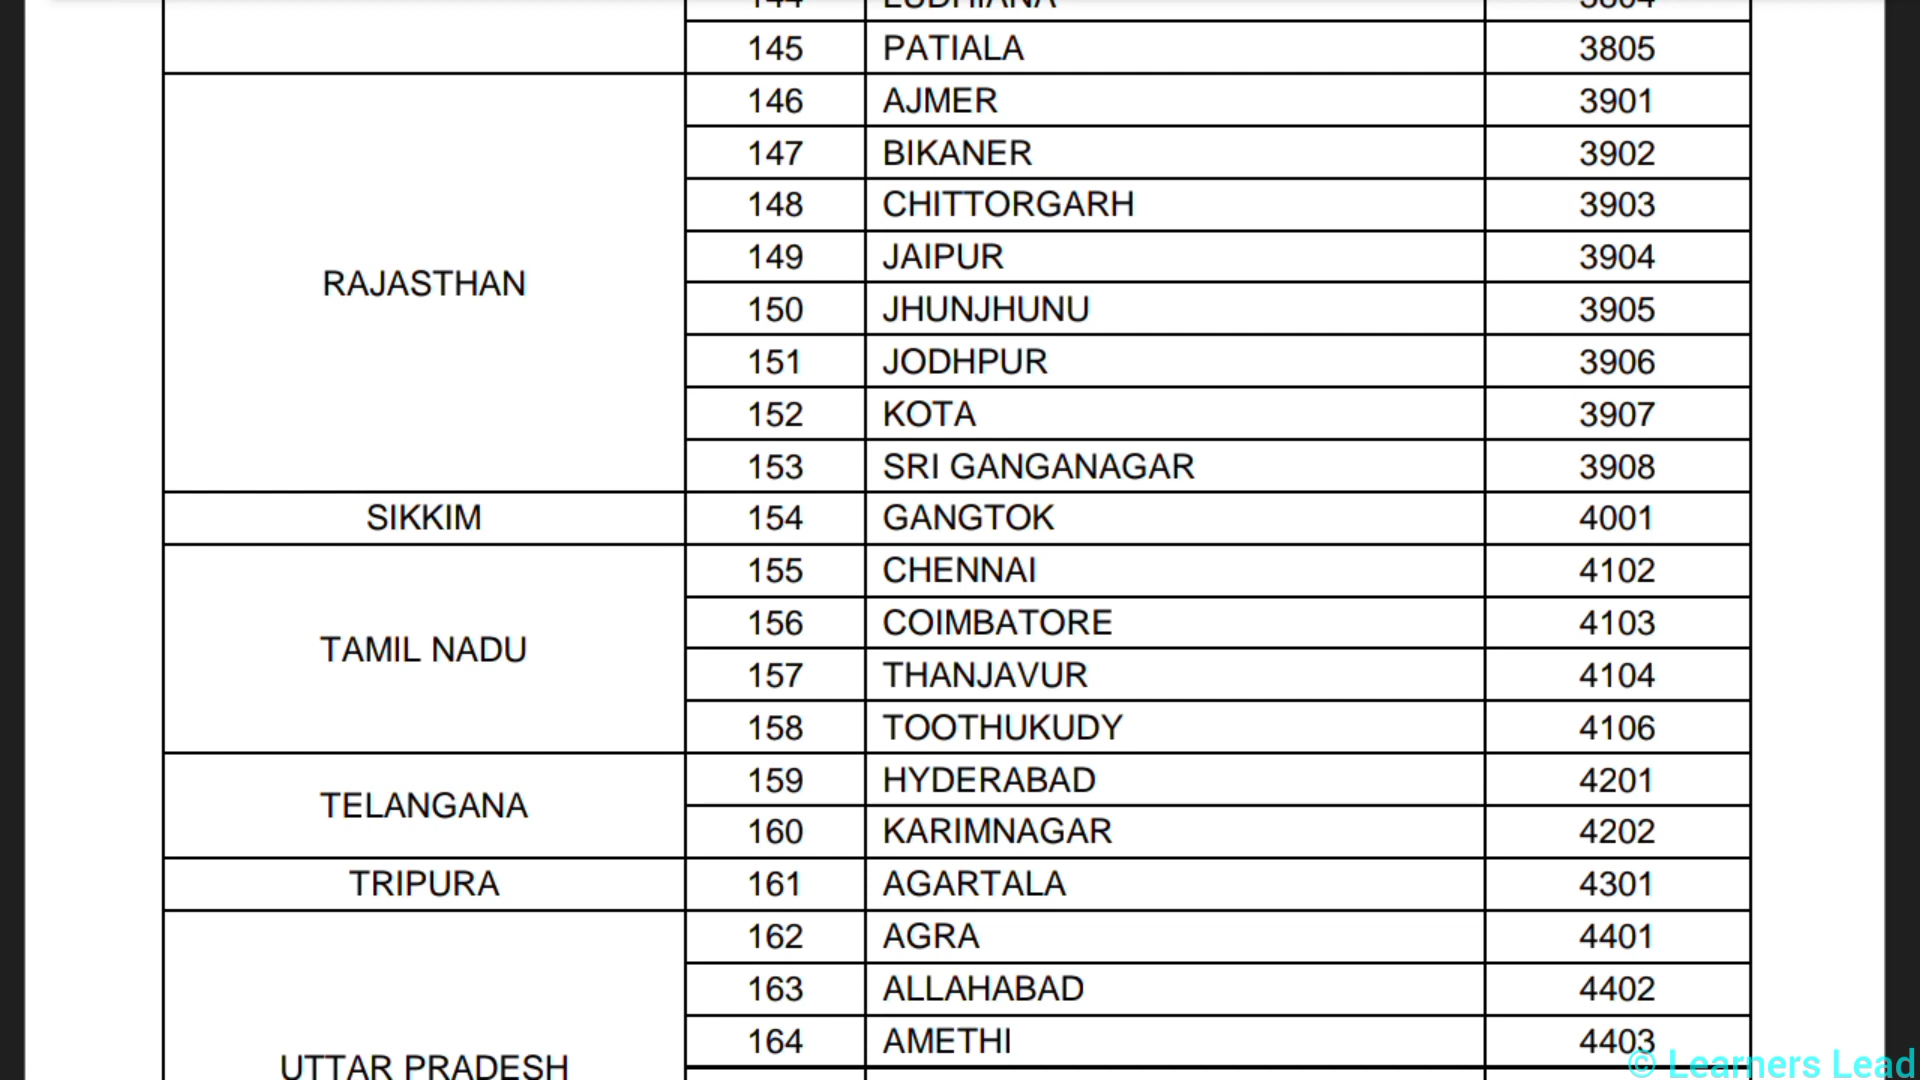 144 LUDHIANA 3804
145 PATIALA 3805
146 AJMER 3901
147 BIKANER 3902
148 CHITTORGARH 3903
149 JAIPUR 3904
RAJASTHAN
150 JHUNJHUNU 3905
151 JODHPUR 3906
152 KOTA 3907
153 SRI GANGANAGAR 3908
SIKKIM 154 GANGTOK 4001
155 CHENNAI 4102
156 COIMBATORE 4103
TAMIL NADU
157 THANJAVUR 4104
158 TOOTHUKUDY 4106
159 HYDERABAD 4201
TELANGANA
160 KARIMNAGAR 4202
TRIPURA 161 AGARTALA 4301
162 AGRA 4401
163 ALLAHABAD 4402
164 AMETHI 4403
UTTAR PRADESH
© Learners Lead